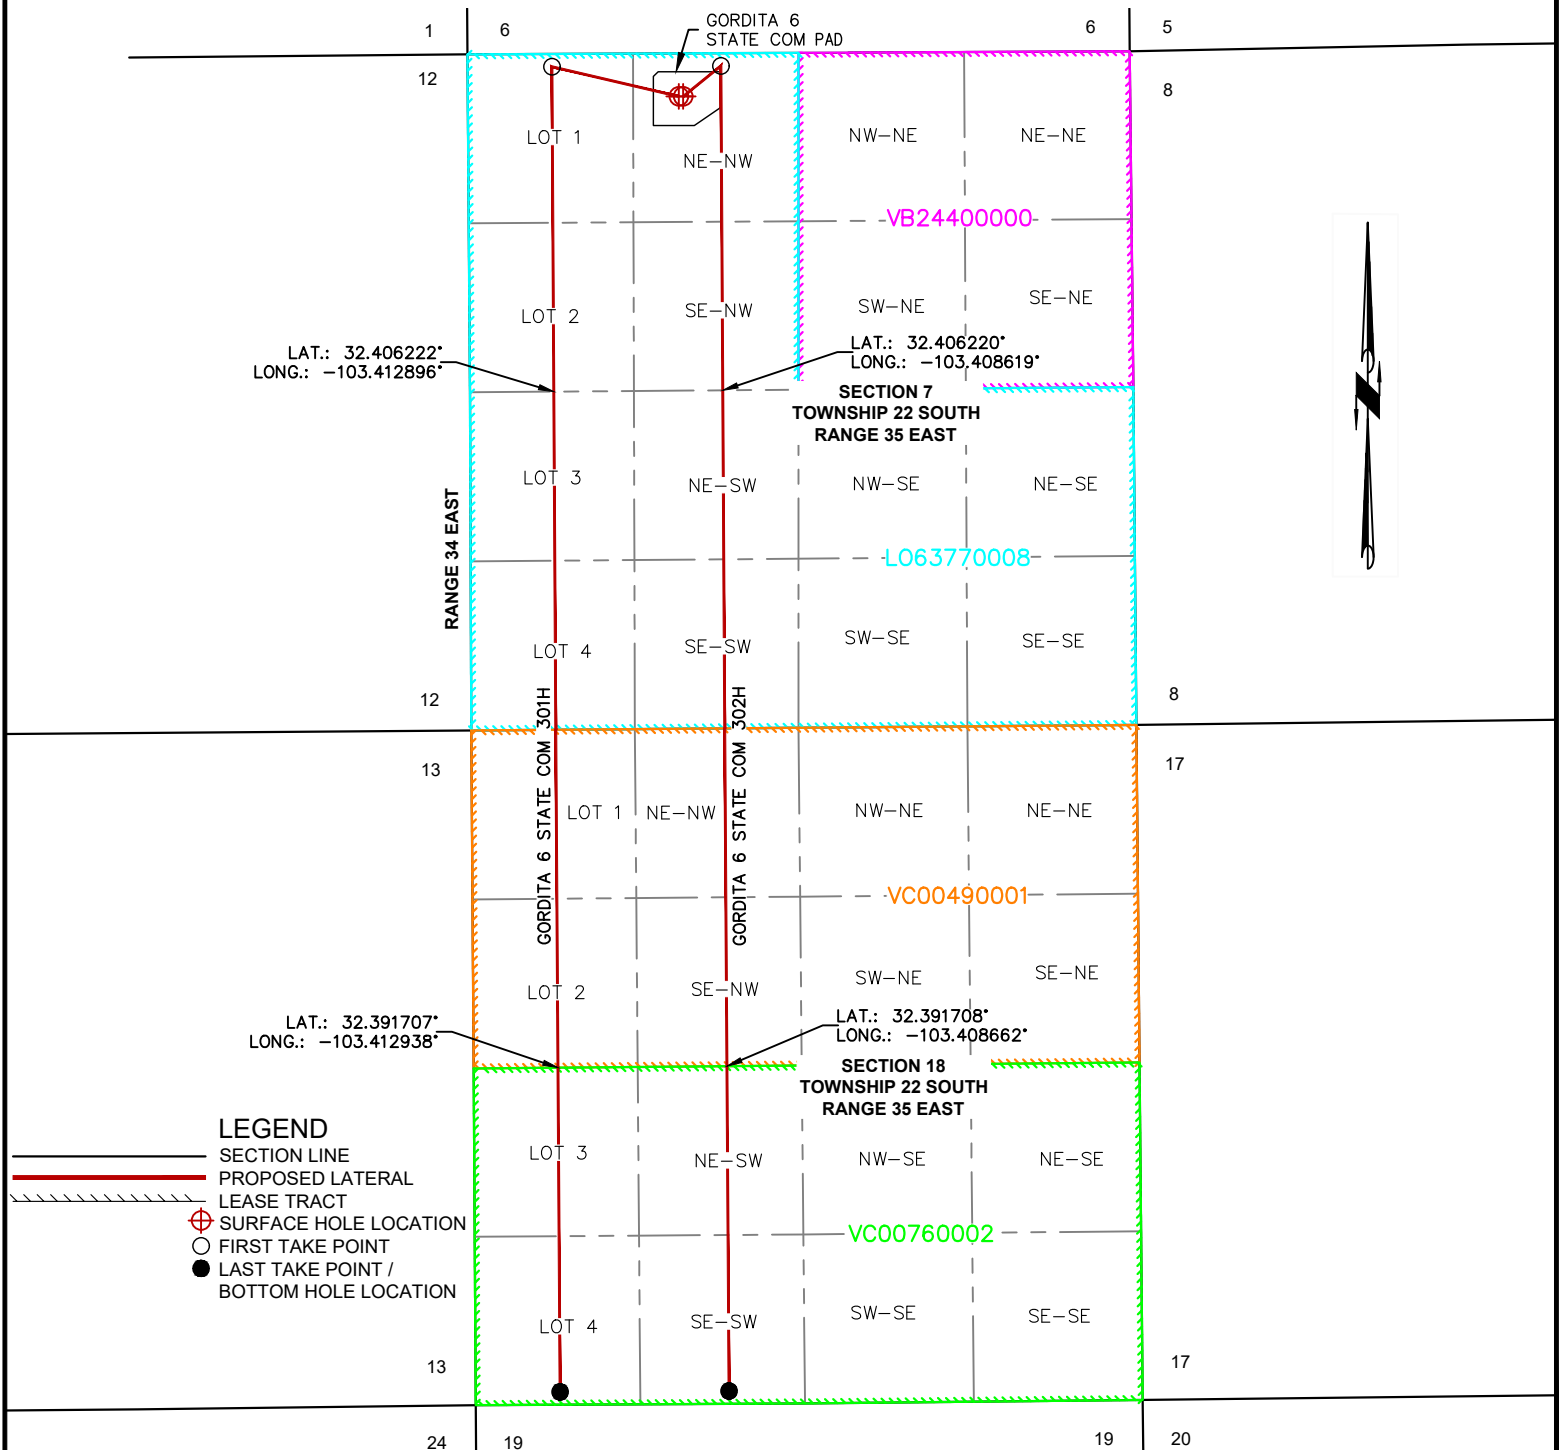 GORDITA 6
STATE COM PAD
1
6
6
5
12
8
LOT 1
NE-NW
NW-NE
NE-NE
VB24400000
LOT 2
SE-NW
SW-NE
SE-NE
LAT.: 32.406222°
LONG.: -103.412896°
LAT.: 32.406220°
LONG.: -103.408619°
SECTION 7
TOWNSHIP 22 SOUTH
RANGE 35 EAST
RANGE 34 EAST
LOT 3
NE-SW
NW-SE
NE-SE
L063770008
LOT 4
SE-SW
SW-SE
SE-SE
12
8
GORDITA 6 STATE COM 301H
GORDITA 6 STATE COM 302H
13
17
LOT 1
NE-NW
NW-NE
NE-NE
VC00490001
LOT 2
SE-NW
SW-NE
SE-NE
LAT.: 32.391707°
LONG.: -103.412938°
LAT.: 32.391708°
LONG.: -103.408662°
SECTION 18
TOWNSHIP 22 SOUTH
RANGE 35 EAST
LOT 3
NE-SW
NW-SE
NE-SE
VC00760002
LOT 4
SE-SW
SW-SE
SE-SE
LEGEND
SECTION LINE
PROPOSED LATERAL
LEASE TRACT
SURFACE HOLE LOCATION
FIRST TAKE POINT
LAST TAKE POINT /
BOTTOM HOLE LOCATION
13
17
24
19
19
20